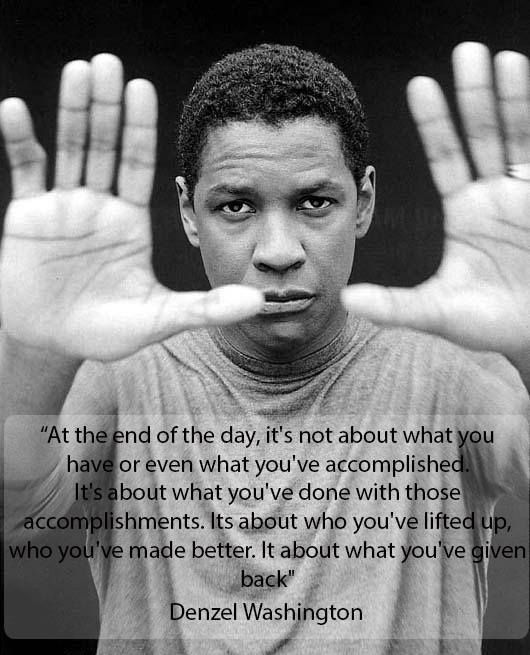 “At the end of the day, it's not about what you
have or even what you've accomplished.
It's about what you've done with those
accomplishments. Its about who you've lifted up,
who you've made better. It about what you've given
back"
Denzel Washington